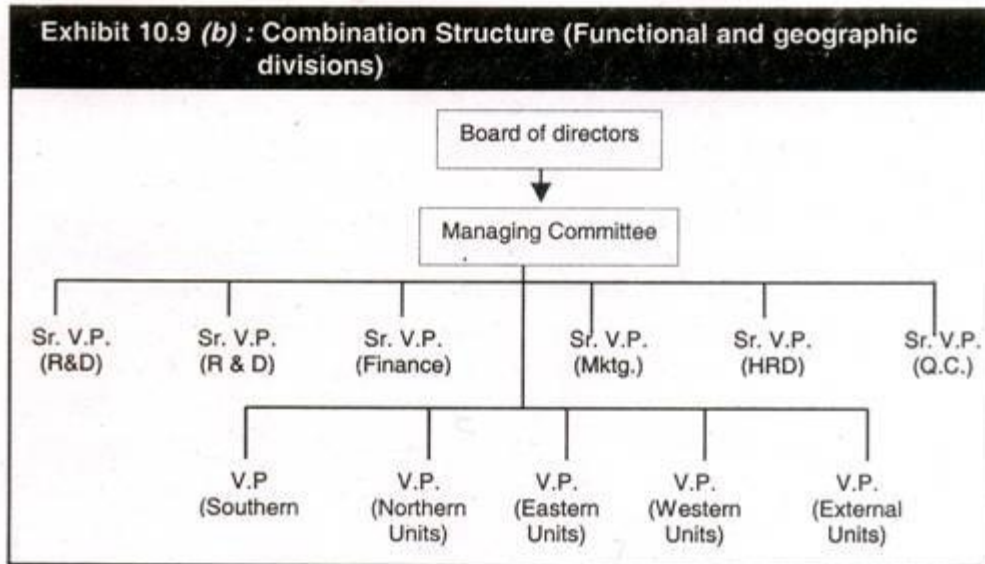 Exhibit 10.9 (b) : Combination Structure (Functional and geographic
divisions)
Board of directors
Managing Committee
Sr. V.P.
(R&D)
Sr. V.P.
(R & D)
Sr. V.P.
(Finance)
Sr. V.P.
(Mktg.)
Sr. V.P.
(HRD)
Sr. V.P.
(Q.C.)
V.P
(Southern
V.P.
(Northern
Units)
V.P.
(Eastern
Units)
V.P.
(Western
Units)
V.P.
(External
Units)